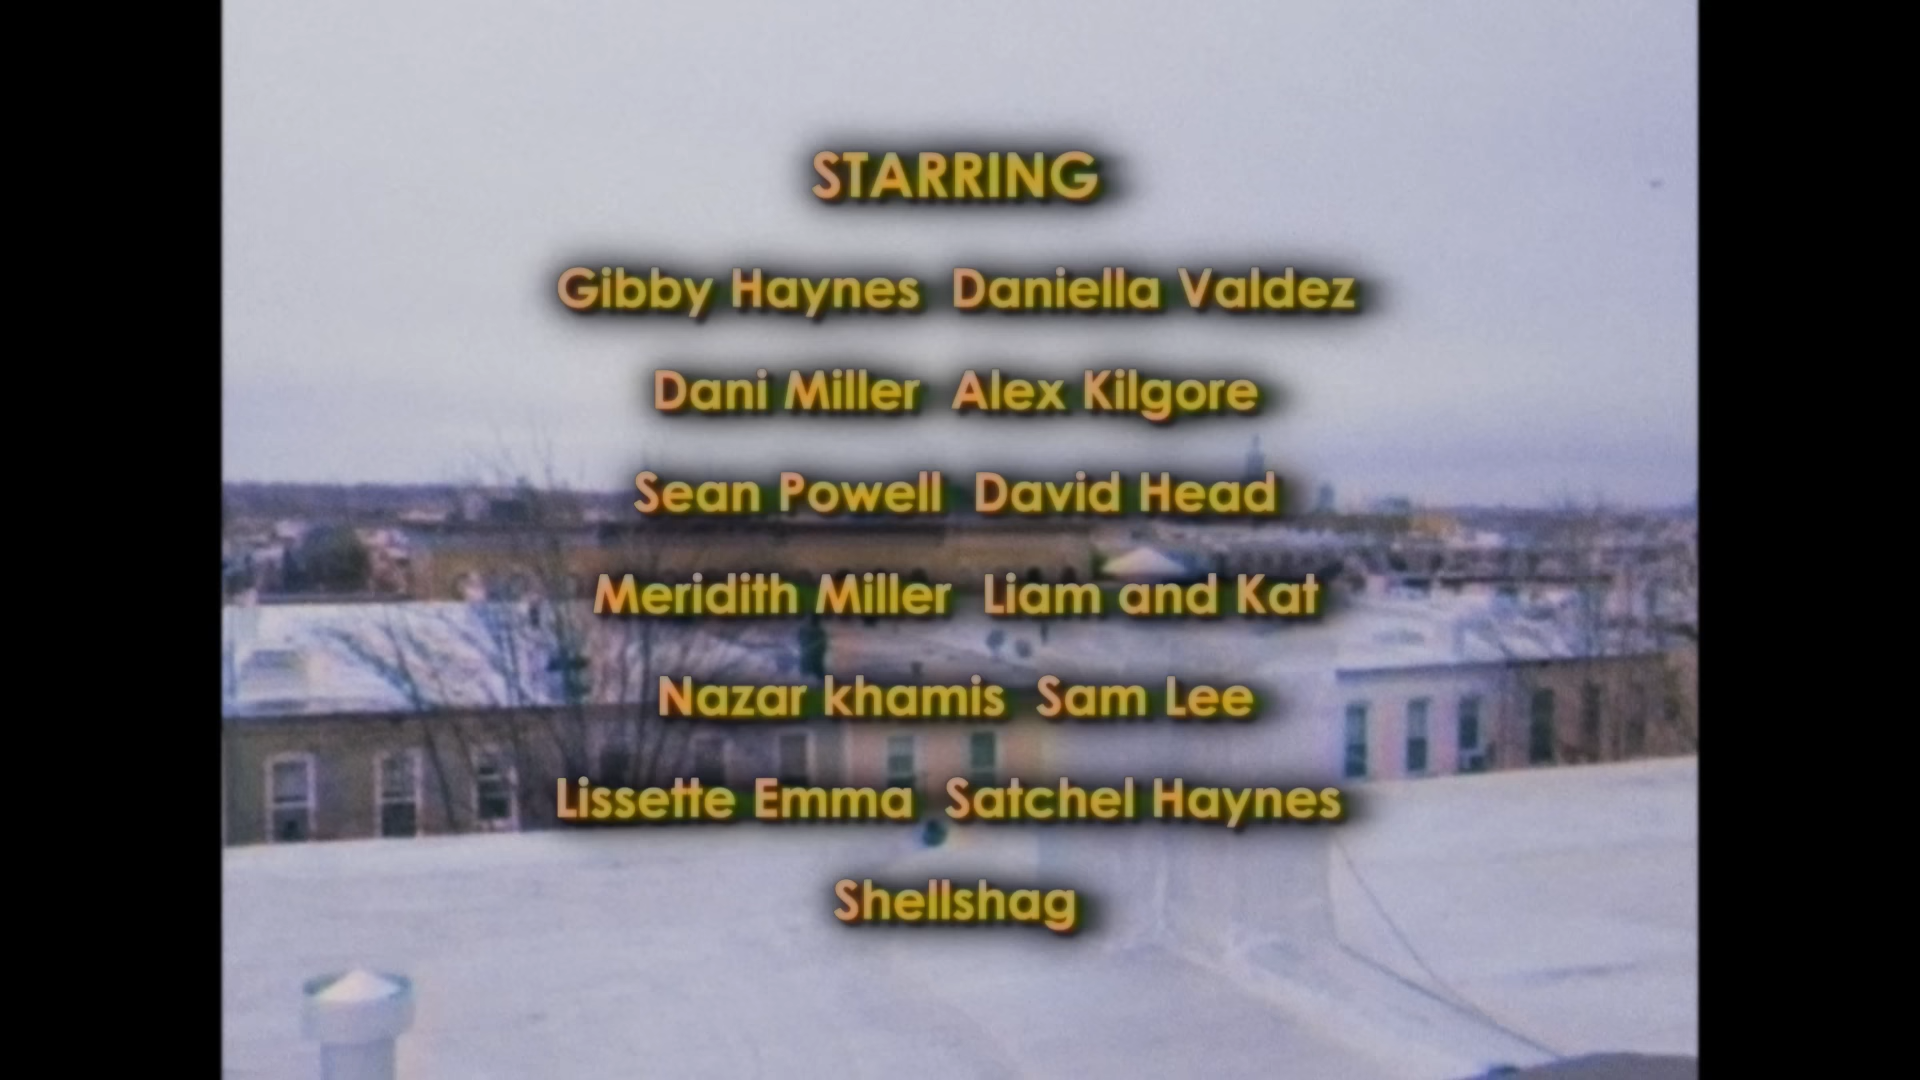 STARRING
Gibby Haynes  Daniella Valdez
Dani Miller  Alex Kilgore
Sean Powell  David Head
Meridith Miller  Liam and Kat
Nazar khamis  Sam Lee
Lissette Emma  Satchel Haynes
Shellshag